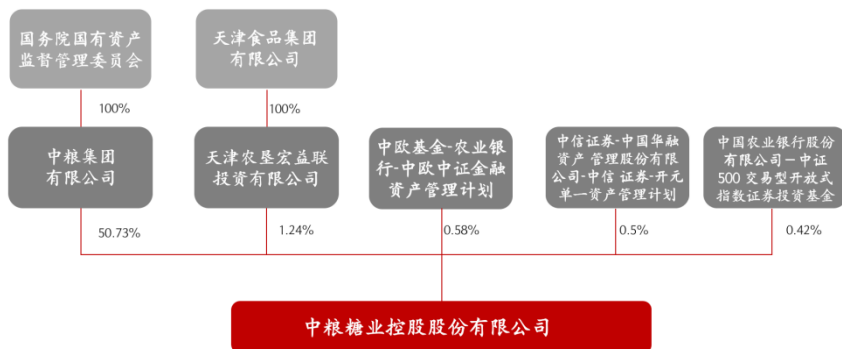 国务院国有资产
监督管理委员会
天津食品集团
有限公司
100%
100%
中粮集团
有限公司
天津农垦宏益联
投资有限公司
中欧基金-农业银
行-中欧中证金融
资产管理计划
中信证券-中国华融
资产 管理股份有限
公司-中信 证券-开元
单一资产管理计划
中国农业银行股份
有限公司－中证
500 交易型开放式
指数证券投资基金
50.73%
1.24%
0.58%
0.5%
0.42%
中粮糖业控股股份有限公司